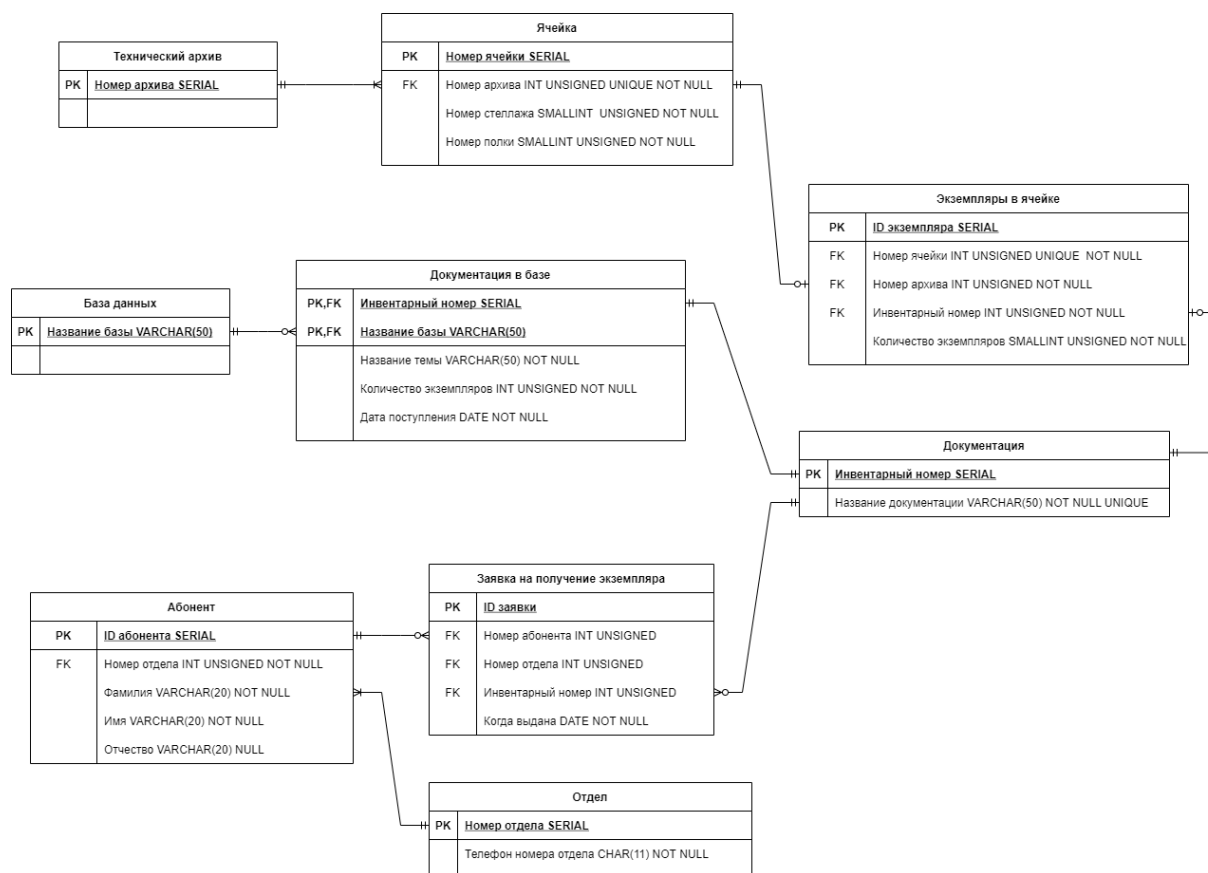 Технический архив
PK Номер архива SERIAL
Ячейка
PK Номер ячейки SERIAL
FK Номер архива INT UNSIGNED UNIQUE NOT NULL
Номер стеллажа SMALLINT UNSIGNED NOT NULL
Номер полки SMALLINT UNSIGNED NOT NULL
Экземпляры в ячейке
PK ID экземпляра SERIAL
FK Номер ячейки INT UNSIGNED UNIQUE NOT NULL
FK Номер архива INT UNSIGNED NOT NULL
FK Инвентарный номер INT UNSIGNED NOT NULL
Количество экземпляров SMALLINT UNSIGNED NOT NULL
База данных
PK Название базы VARCHAR(50)
Документация в базе
PK,FK Инвентарный номер SERIAL
PK,FK Название базы VARCHAR(50)
Название темы VARCHAR(50) NOT NULL
Количество экземпляров INT UNSIGNED NOT NULL
Дата поступления DATE NOT NULL
Документация
PK Инвентарный номер SERIAL
Название документации VARCHAR(50) NOT NULL UNIQUE
Абонент
PK ID абонента SERIAL
FK Номер отдела INT UNSIGNED NOT NULL
Фамилия VARCHAR(20) NOT NULL
Имя VARCHAR(20) NOT NULL
Отчество VARCHAR(20) NULL
Заявка на получение экземпляра
PK ID заявки
FK Номер абонента INT UNSIGNED
FK Номер отдела INT UNSIGNED
FK Инвентарный номер INT UNSIGNED
Когда выдана DATE NOT NULL
Отдел
PK Номер отдела SERIAL
Телефон номера отдела CHAR(11) NOT NULL